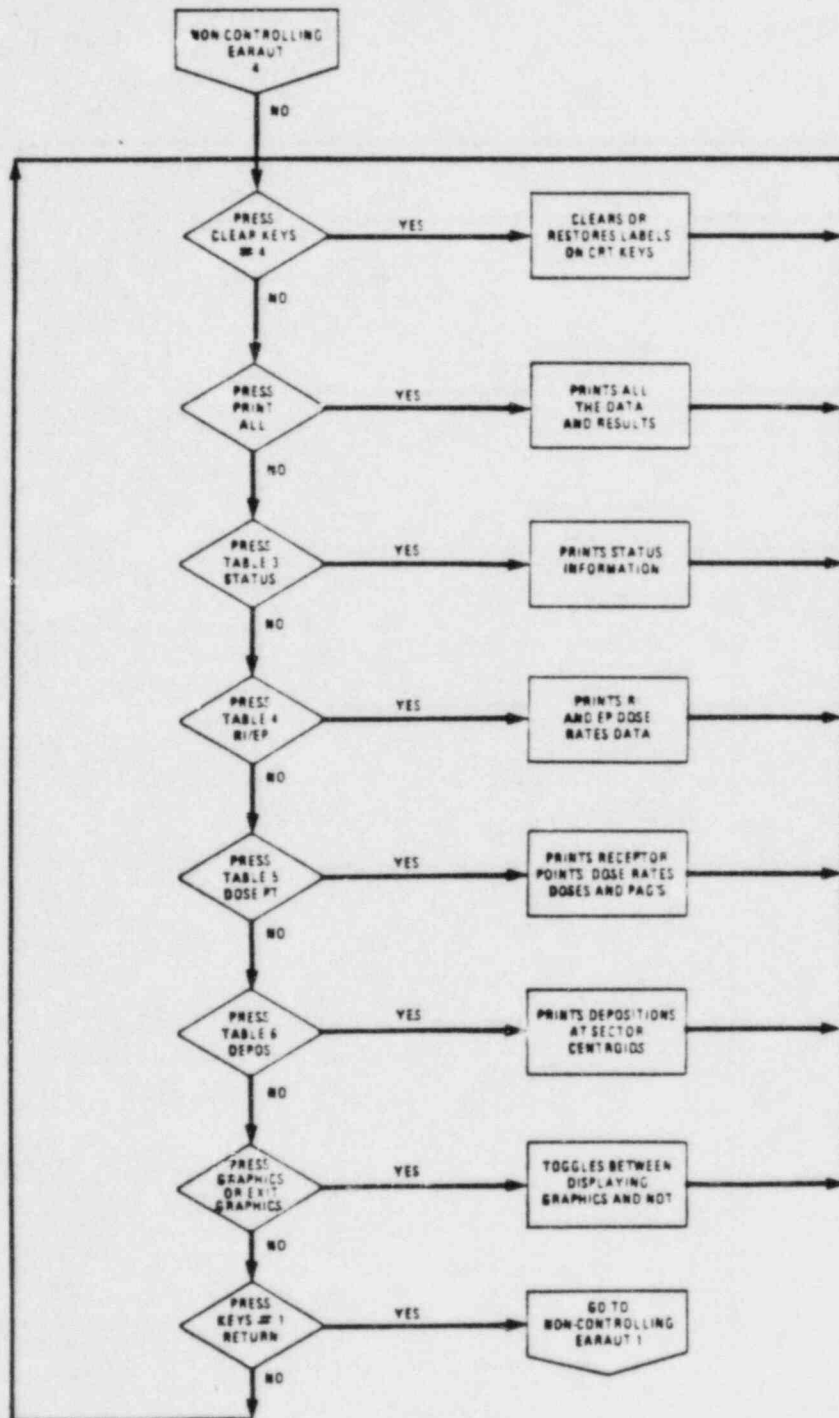 NON-CONTROLLING
EARAUT
4
NO
PRESS
CLEAR KEYS
# 4
YES
CLEARS OR
RESTORES LABELS
ON CRT KEYS
NO
PRESS
PRINT
ALL
YES
PRINTS ALL
THE DATA
AND RESULTS
NO
PRESS
TABLE 3
STATUS
YES
PRINTS STATUS
INFORMATION
NO
PRESS
TABLE 4
RI/EP
YES
PRINTS RI
AND EP DOSE
RATES DATA
NO
PRESS
TABLE 5
DOSE PT
YES
PRINTS RECEPTOR
POINTS DOSE RATES
DOSES AND PAG'S
NO
PRESS
TABLE 6
DEPOS
YES
PRINTS DEPOSITIONS
AT SECTOR
CENTROIDS
NO
PRESS
GRAPHICS
OR EXIT
GRAPHICS
YES
TOGGLES BETWEEN
DISPLAYING
GRAPHICS AND NOT
NO
PRESS
KEYS # 1
RETURN
YES
GO TO
NON-CONTROLLING
EARAUT 1
NO